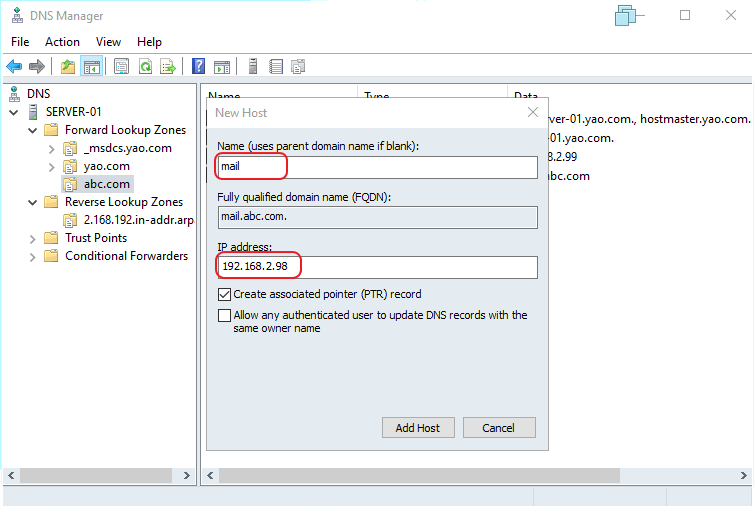 DNS Manager
File Action View Help
DNS
SERVER-01
Forward Lookup Zones
_msdcs.yao.com
yao.com
abc.com
Reverse Lookup Zones
2.168.192.in-addr.arp
Trust Points
Conditional Forwarders
Name Type Data
ver-01.yao.com., hostmaster.yao.com.
-01.yao.com.
8.2.99
abc.com
New Host
Name (uses parent domain name if blank):
mail
Fully qualified domain name (FQDN):
mail.abc.com.
IP address:
192.168.2.98
Create associated pointer (PTR) record
Allow any authenticated user to update DNS records with the
same owner name
Add Host Cancel